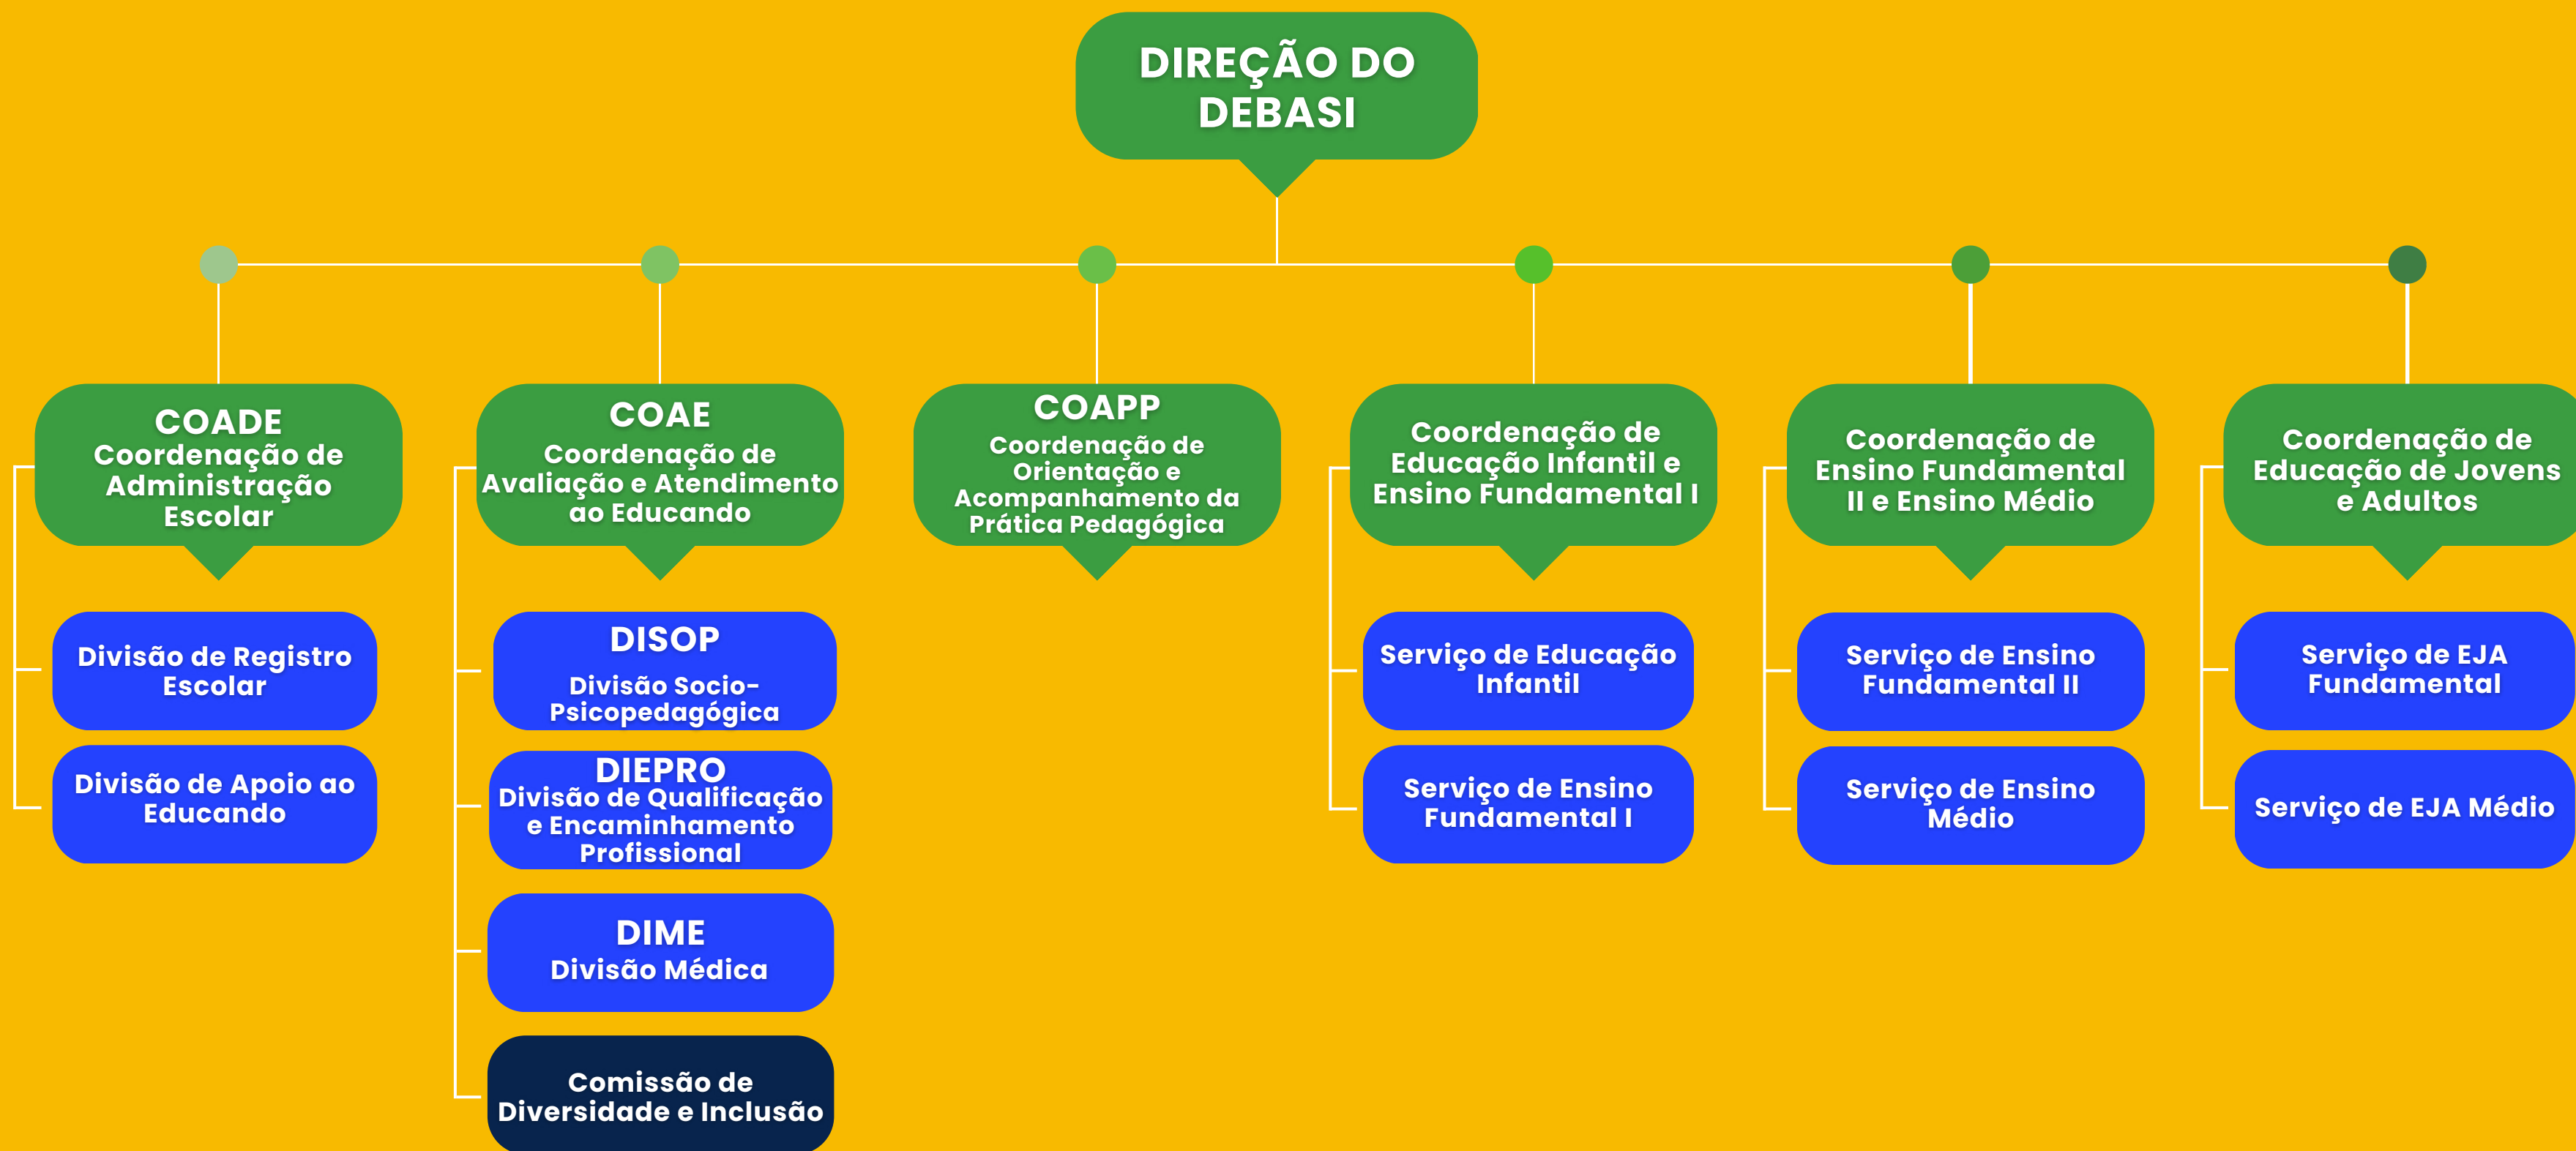 DIREÇÃO DO
DEBASI
COADE
Coordenação de
Administração
Escolar
COAE
Coordenação de
Avaliação e Atendimento
ao Educando
COAPP
Coordenação de
Orientação e
Acompanhamento da
Prática Pedagógica
Coordenação de
Educação Infantil e
Ensino Fundamental I
Coordenação de
Ensino Fundamental
II e Ensino Médio
Coordenação de
Educação de Jovens
e Adultos
Divisão de Registro
Escolar
Divisão de Apoio ao
Educando
DISOP
Divisão Socio-
Psicopedagógica
DIEPRO
Divisão de Qualificação
e Encaminhamento
Profissional
DIME
Divisão Médica
Comissão de
Diversidade e Inclusão
Serviço de Educação
Infantil
Serviço de Ensino
Fundamental I
Serviço de Ensino
Fundamental II
Serviço de Ensino
Médio
Serviço de EJA
Fundamental
Serviço de EJA Médio